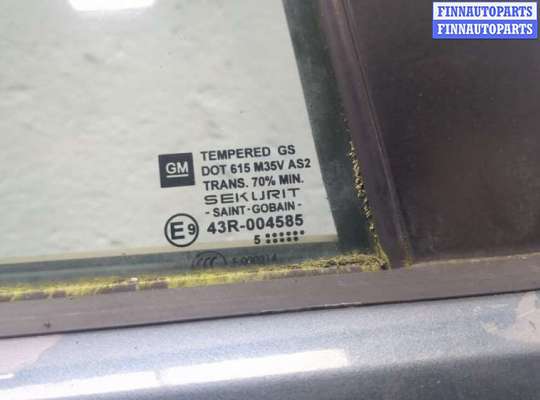 FINNAUTOPARTS
FINNAUTOPARTS
GM
TEMPERED GS
DOT 615 M35V AS2
TRANS. 70% MIN.
SEKURIT
- SAINT-GOBAIN -
E9 43R-004585
5